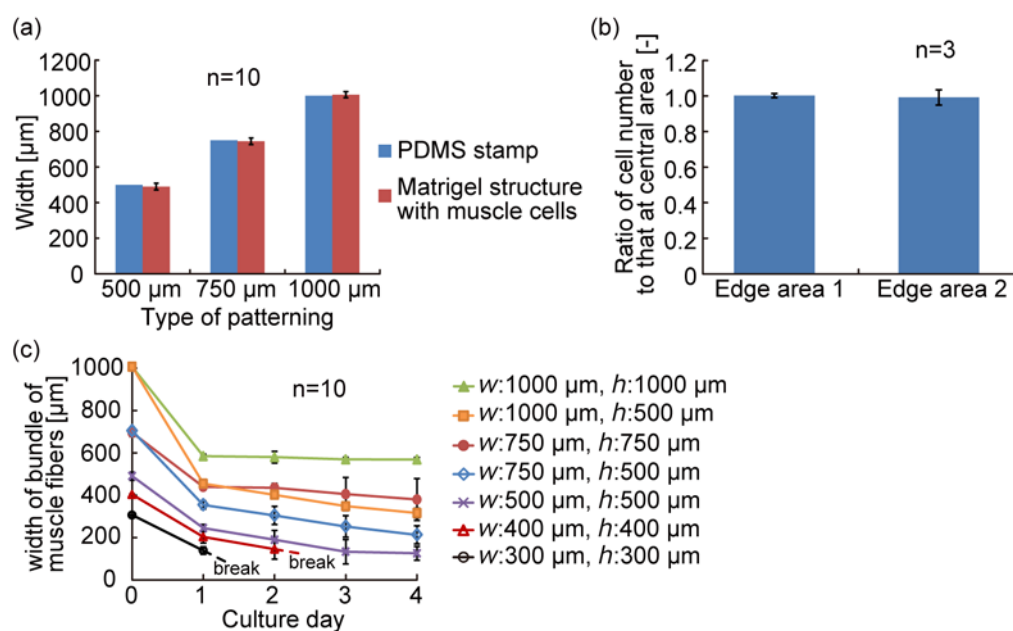 (a)
1200
1000
800
600
400
200
0
Width [µm]
n=10
500 µm 750 µm 1000 µm
Type of patterning
PDMS stamp
Matrigel structure
with muscle cells
(b)
Ratio of cell number
to that at central area [-]
1.2
1.0
0.8
0.6
0.4
0.2
0
n=3
Edge area 1 Edge area 2
(c)
width of bundle of
muscle fibers [µm]
1000
800
600
400
200
0
n=10
break
break
0 1 2 3 4
Culture day
w:1000 µm, h:1000 µm
w:1000 µm, h:500 µm
w:750 µm, h:750 µm
w:750 µm, h:500 µm
w:500 µm, h:500 µm
w:400 µm, h:400 µm
w:300 µm, h:300 µm